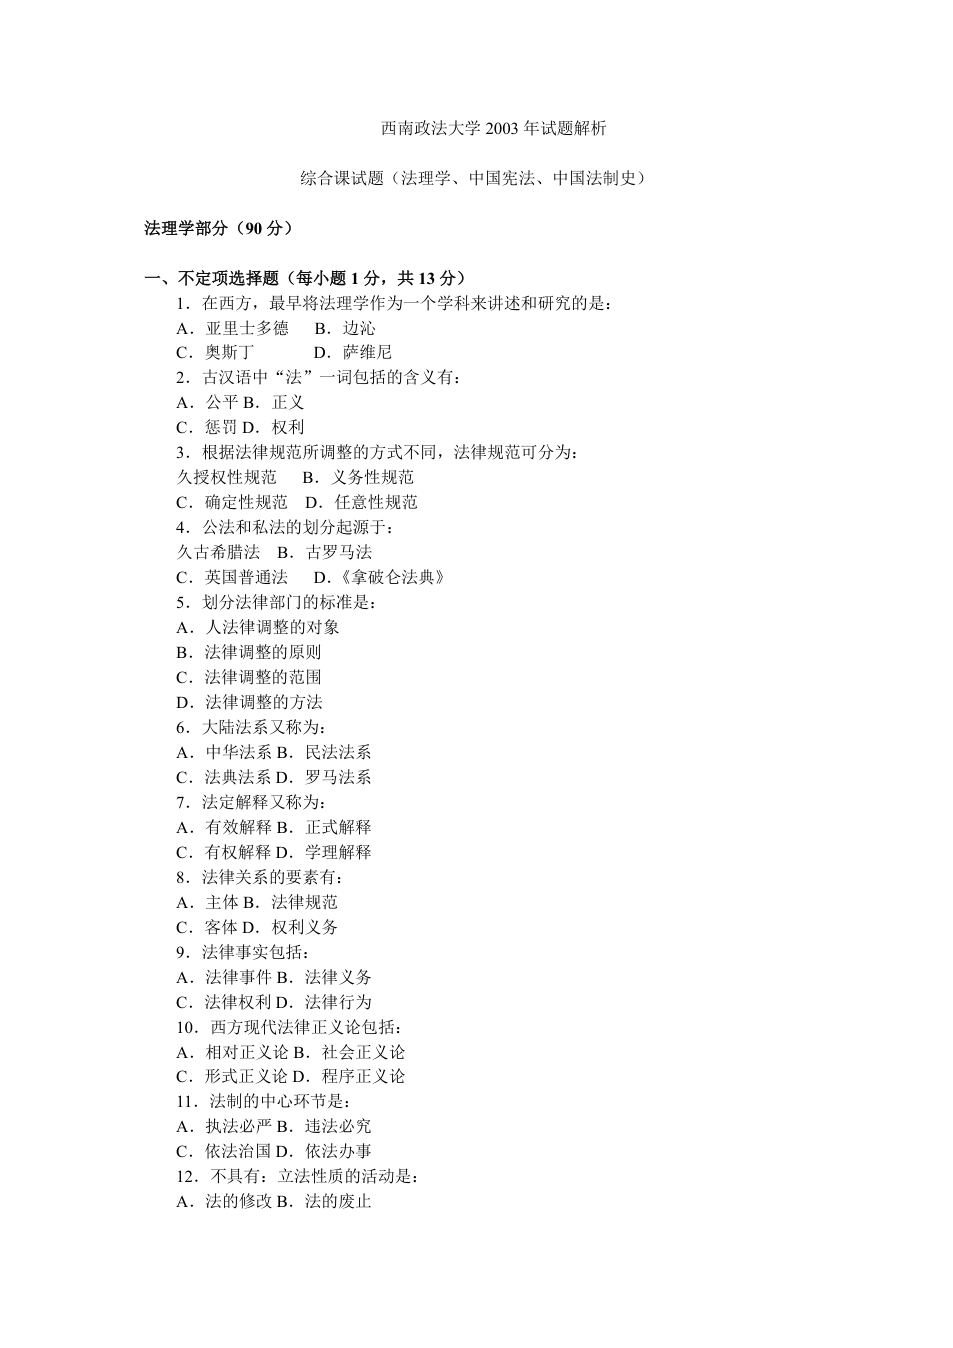 西南政法大学 2003 年试题解析
综合课试题（法理学、中国宪法、中国法制史）
法理学部分（90 分）
一、不定项选择题（每小题 1 分，共 13 分）
1．在西方，最早将法理学作为一个学科来讲述和研究的是：
A．亚里士多德 B．边沁
C．奥斯丁 D．萨维尼
2．古汉语中“法”一词包括的含义有：
A．公平 B．正义
C．惩罚 D．权利
3．根据法律规范所调整的方式不同，法律规范可分为：
久授权性规范 B．义务性规范
C．确定性规范 D．任意性规范
4．公法和私法的划分起源于：
久古希腊法 B．古罗马法
C．英国普通法 D．《拿破仑法典》
5．划分法律部门的标准是：
A．人法律调整的对象
B．法律调整的原则
C．法律调整的范围
D．法律调整的方法
6．大陆法系又称为：
A．中华法系 B．民法法系
C．法典法系 D．罗马法系
7．法定解释又称为：
A．有效解释 B．正式解释
C．有权解释 D．学理解释
8．法律关系的要素有：
A．主体 B．法律规范
C．客体 D．权利义务
9．法律事实包括：
A．法律事件 B．法律义务
C．法律权利 D．法律行为
10．西方现代法律正义论包括：
A．相对正义论 B．社会正义论
C．形式正义论 D．程序正义论
11．法制的中心环节是：
A．执法必严 B．违法必究
C．依法治国 D．依法办事
12．不具有：立法性质的活动是：
A．法的修改 B．法的废止